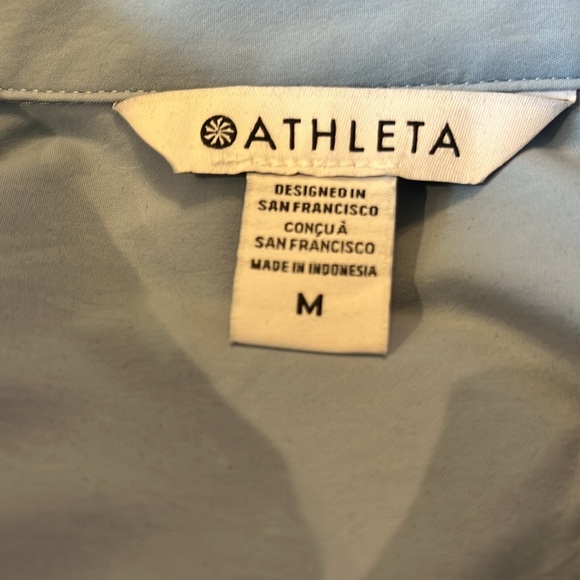 ATHLETA
DESIGNED IN
SAN FRANCISCO
CONÇU À
SAN FRANCISCO
MADE IN INDONESIA
M